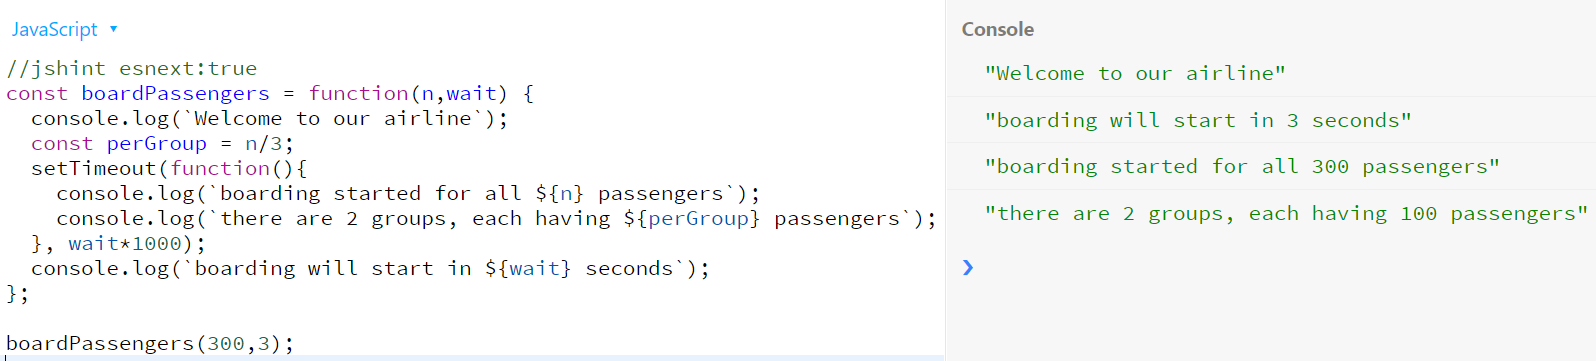 JavaScript ▾
//jshint esnext:true
const boardPassengers = function(n,wait) {
  console.log(`Welcome to our airline`);
  const perGroup = n/3;
  setTimeout(function(){
    console.log(`boarding started for all ${n} passengers`);
    console.log(`there are 2 groups, each having ${perGroup} passengers`);
  }, wait*1000);
  console.log(`boarding will start in ${wait} seconds`);
};

boardPassengers(300,3);
Console
"Welcome to our airline"
"boarding will start in 3 seconds"
"boarding started for all 300 passengers"
"there are 2 groups, each having 100 passengers"
❯